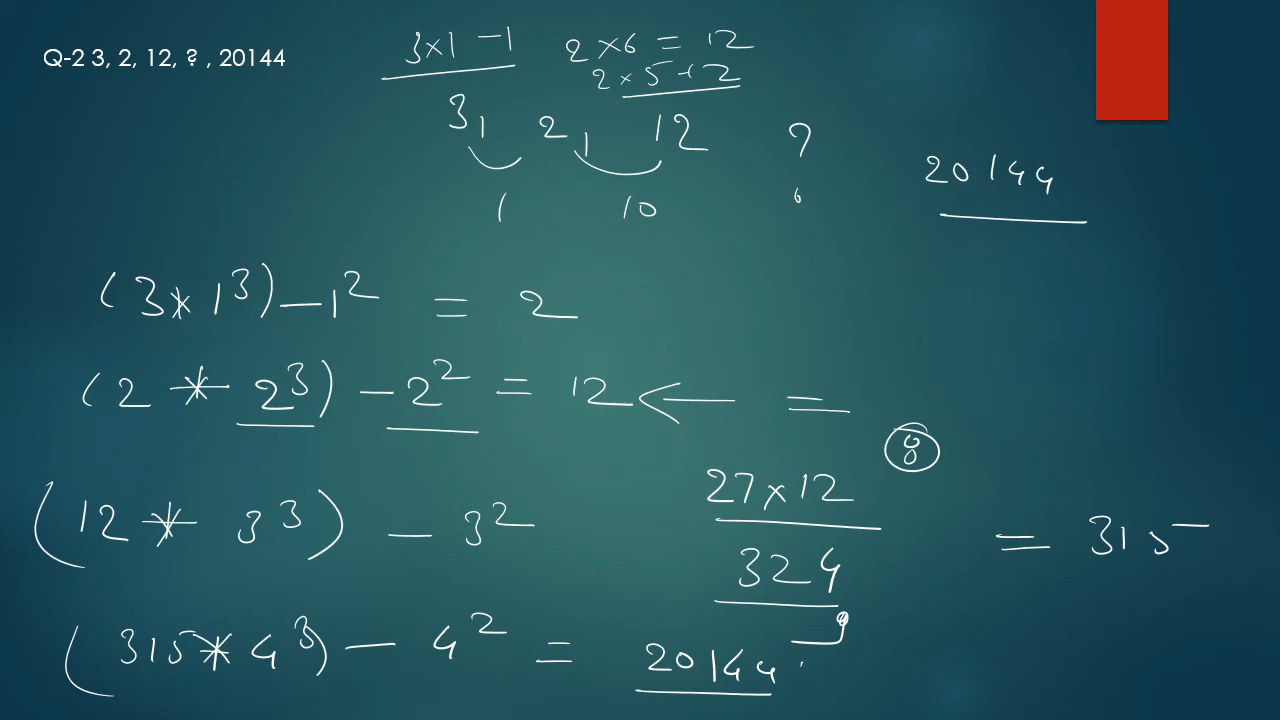 Q-2 3, 2, 12, ? , 20144
3×1 -1
2×6 = 12
2×5+2
3, 2, 12 ? 20144
1 10
(3*1³)-1² = 2
(2*2³)-2² = 12 ← =
8
(12*3³)-3² = 315
27×12
324
9
(315*4³)-4² = 20144